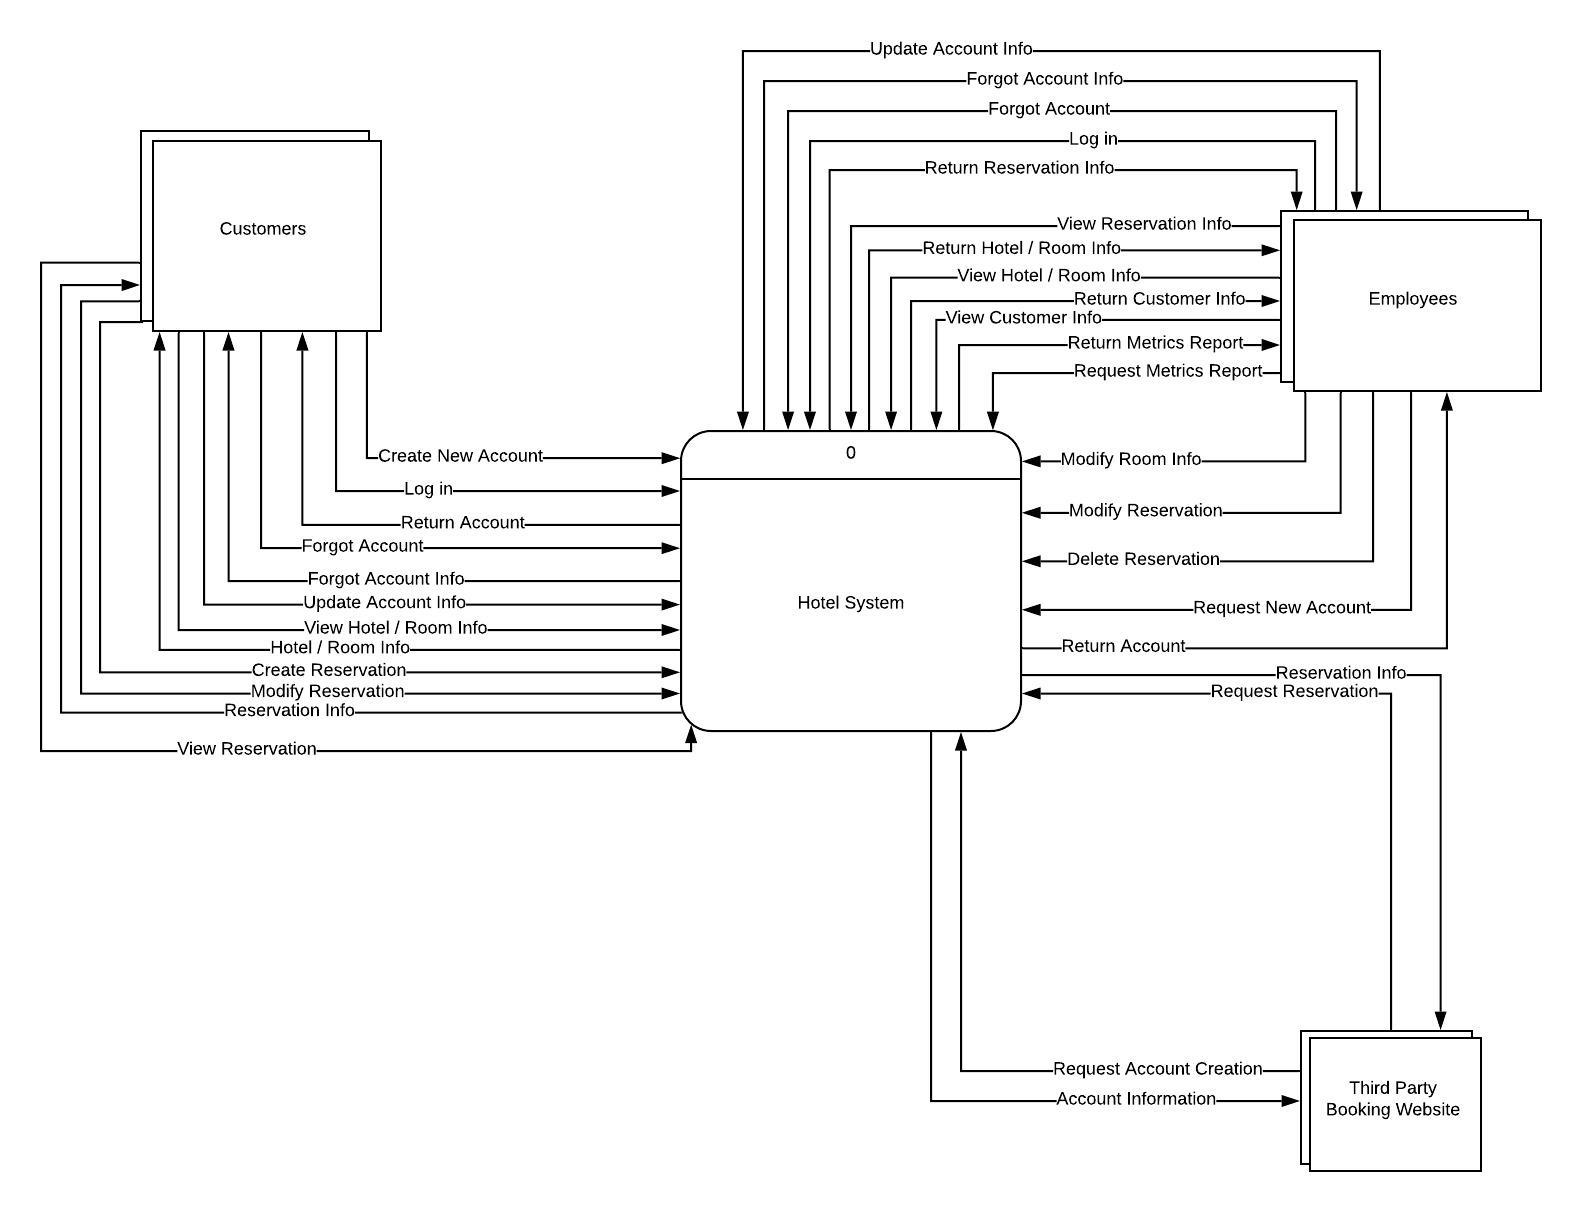 Update Account Info
Forgot Account Info
Forgot Account
Log in
Return Reservation Info
Customers
View Reservation Info
Return Hotel / Room Info
View Hotel / Room Info
Return Customer Info
View Customer Info
Return Metrics Report
Request Metrics Report
Employees
0
Hotel System
Create New Account
Log in
Return Account
Forgot Account
Forgot Account Info
Update Account Info
View Hotel / Room Info
Hotel / Room Info
Create Reservation
Modify Reservation
Reservation Info
View Reservation
Modify Room Info
Modify Reservation
Delete Reservation
Request New Account
Return Account
Reservation Info
Request Reservation
Request Account Creation
Account Information
Third Party
Booking Website